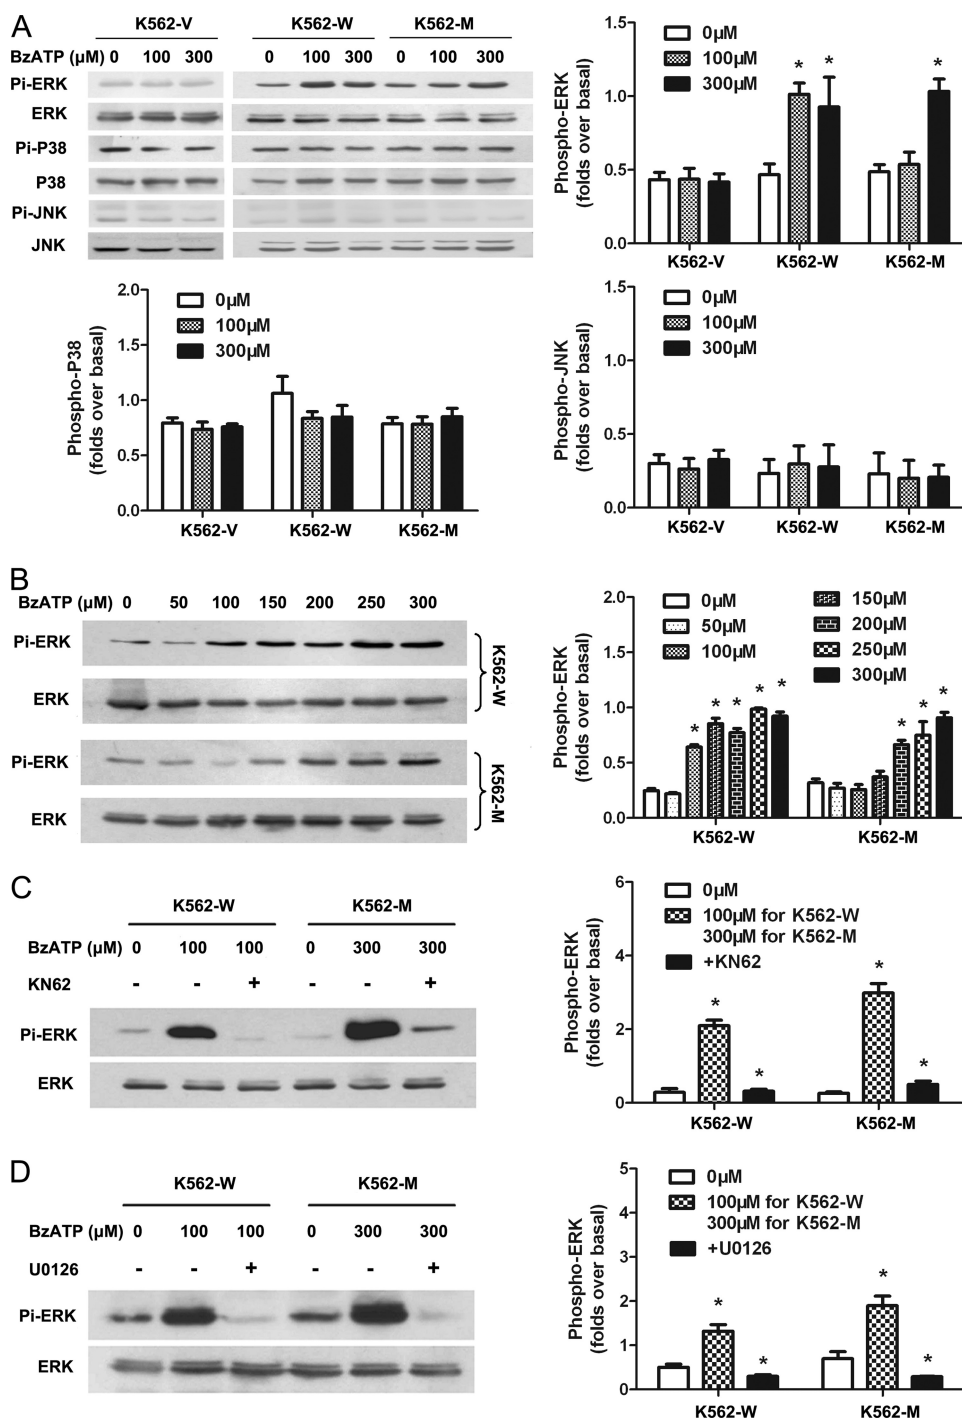 A
K562-V K562-W K562-M
BzATP (μM) 0 100 300 0 100 300 0 100 300
Pi-ERK
ERK
Pi-P38
P38
Pi-JNK
JNK
Phospho-ERK
(folds over basal)
1.5
1.0
0.5
0.0
0μM
100μM
300μM
* * *
K562-V K562-W K562-M
Phospho-P38
(folds over basal)
2.0
1.5
1.0
0.5
0.0
0μM
100μM
300μM
K562-V K562-W K562-M
Phospho-JNK
(folds over basal)
1.5
1.0
0.5
0.0
0μM
100μM
300μM
K562-V K562-W K562-M
B
BzATP (μM) 0 50 100 150 200 250 300
Pi-ERK
ERK
K562-W
Pi-ERK
ERK
K562-M
Phospho-ERK
(folds over basal)
2.0
1.5
1.0
0.5
0.0
0μM
50μM
100μM
150μM
200μM
250μM
300μM
* * * * * * * *
K562-W K562-M
C
K562-W K562-M
BzATP (μM) 0 100 100 0 300 300
KN62 - - + - - +
Pi-ERK
ERK
Phospho-ERK
(folds over basal)
6
4
2
0
0μM
100μM for K562-W
300μM for K562-M
+KN62
* * * *
K562-W K562-M
D
K562-W K562-M
BzATP (μM) 0 100 100 0 300 300
U0126 - - + - - +
Pi-ERK
ERK
Phospho-ERK
(folds over basal)
5
4
3
2
1
0
0μM
100μM for K562-W
300μM for K562-M
+U0126
* * * *
K562-W K562-M